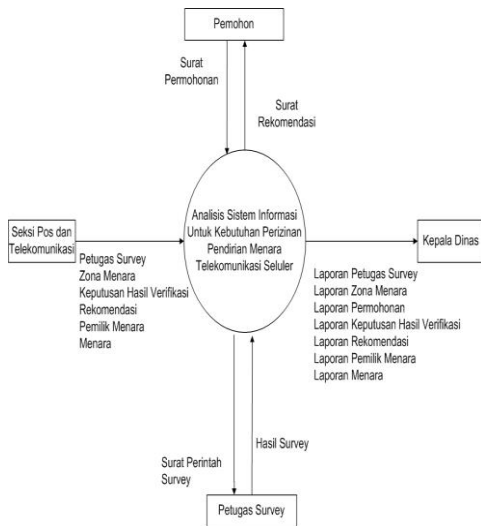 Pemohon
Surat
Permohonan
Surat
Rekomendasi
Analisis Sistem Informasi
Untuk Kebutuhan Perizinan
Pendirian Menara
Telekomunikasi Seluler
Seksi Pos dan
Telekomunikasi
Petugas Survey
Zona Menara
Keputusan Hasil Verifikasi
Rekomendasi
Pemilik Menara
Menara
Kepala Dinas
Laporan Petugas Survey
Laporan Zona Menara
Laporan Permohonan
Laporan Keputusan Hasil Verifikasi
Laporan Rekomendasi
Laporan Pemilik Menara
Laporan Menara
Hasil Survey
Surat Perintah
Survey
Petugas Survey